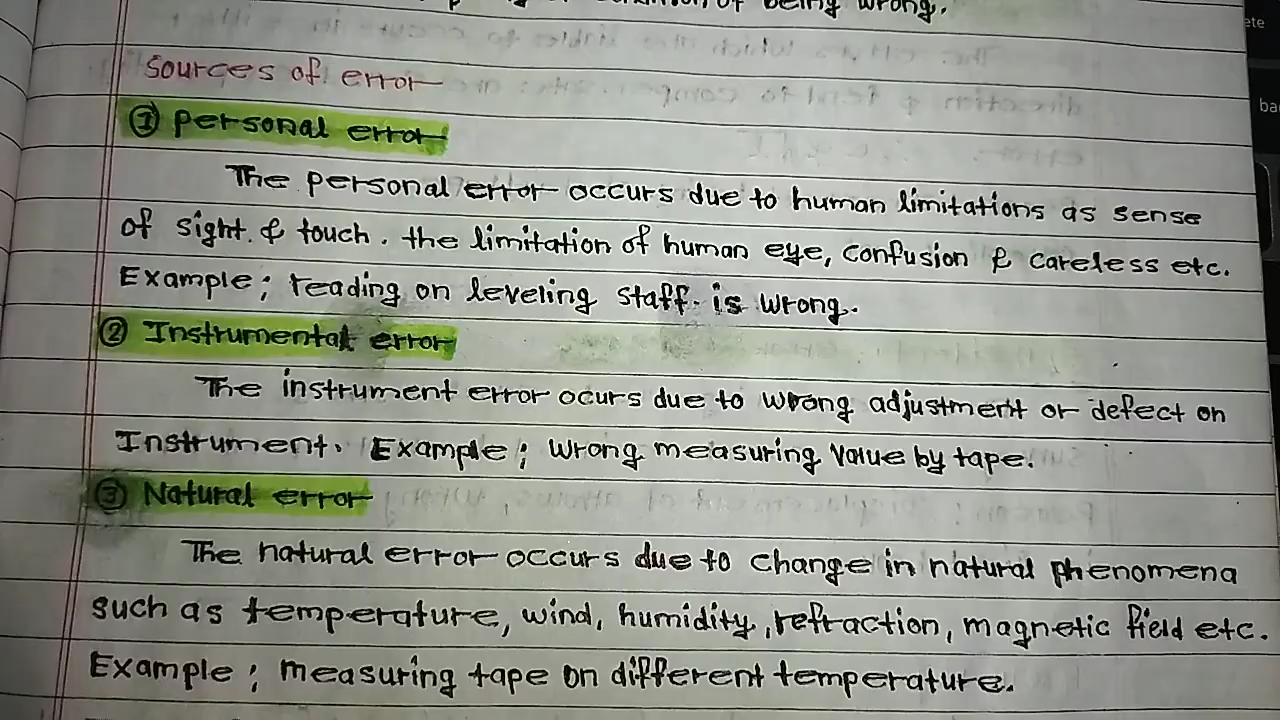 of being wrong.
Sources of error
① personal error
The personal error occurs due to human limitations as sense
of sight. & touch. the limitation of human eye, confusion & careless etc.
Example; reading on leveling staff. is wrong.
② Instrumental error
The instrument error ocurs due to wrong adjustment or defect on
Instrument. Example; wrong measuring value by tape.
③ Natural error
The natural error occurs due to change in natural phenomena
such as temperature, wind, humidity, refraction, magnetic field etc.
Example; measuring tape on different temperature.